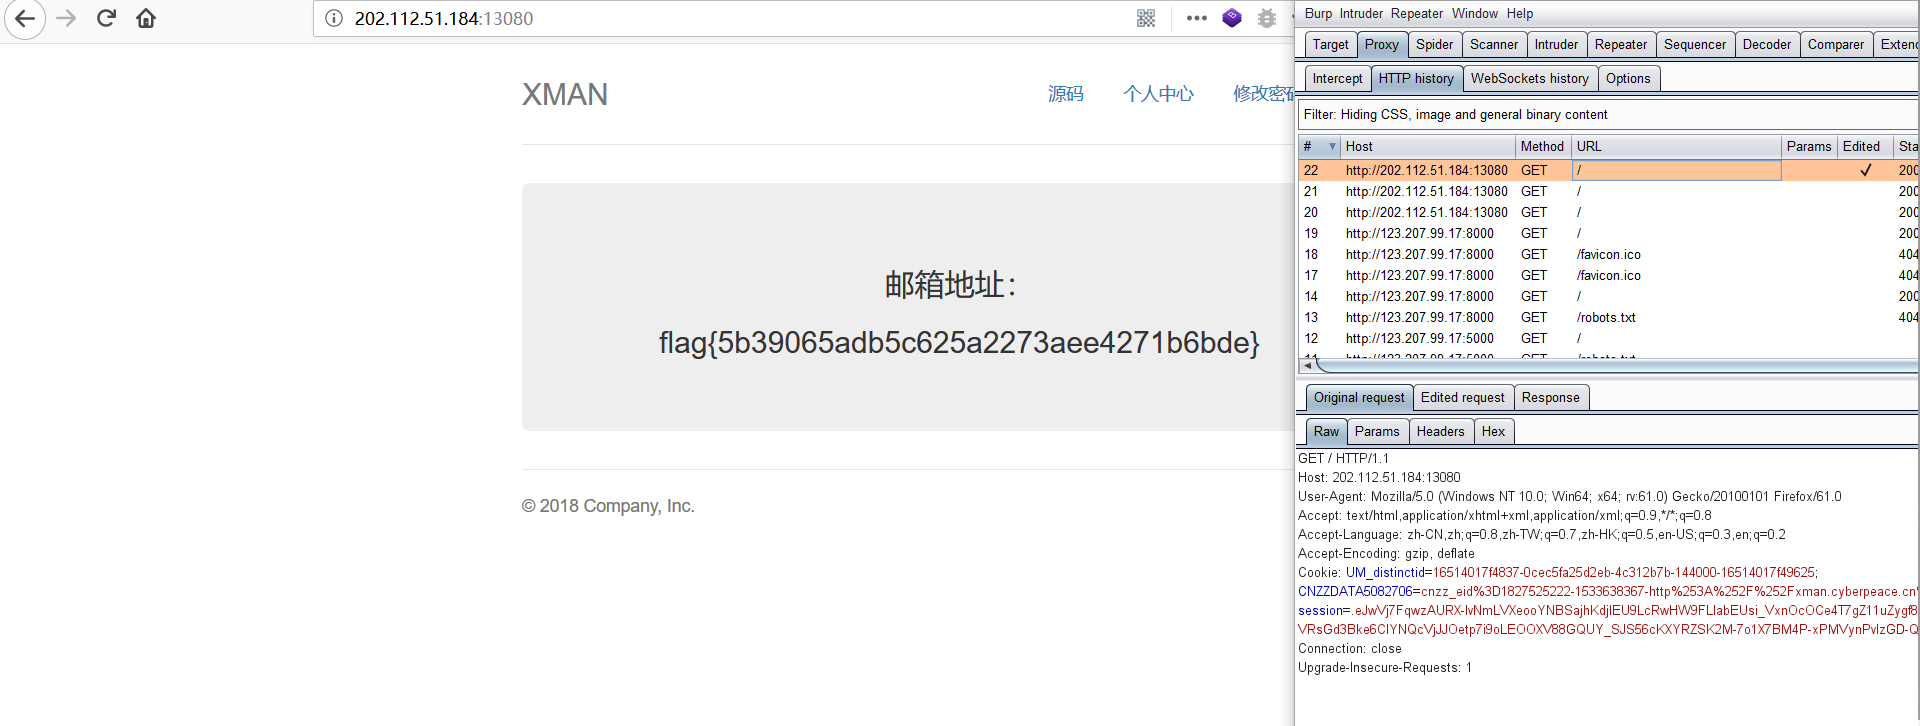 202.112.51.184:13080
XMAN
源码 个人中心 修改密码
邮箱地址：
flag{5b39065adb5c625a2273aee4271b6bde}
© 2018 Company, Inc.
Burp Intruder Repeater Window Help
Target Proxy Spider Scanner Intruder Repeater Sequencer Decoder Comparer Exten
Intercept HTTP history WebSockets history Options
Filter: Hiding CSS, image and general binary content
# Host Method URL Params Edited Sta
22 http://202.112.51.184:13080 GET / 200
21 http://202.112.51.184:13080 GET / 200
20 http://202.112.51.184:13080 GET / 200
19 http://123.207.99.17:8000 GET / 200
18 http://123.207.99.17:8000 GET /favicon.ico 404
17 http://123.207.99.17:8000 GET /favicon.ico 404
14 http://123.207.99.17:8000 GET / 200
13 http://123.207.99.17:8000 GET /robots.txt 404
12 http://123.207.99.17:5000 GET /
Original request Edited request Response
Raw Params Headers Hex
GET / HTTP/1.1
Host: 202.112.51.184:13080
User-Agent: Mozilla/5.0 (Windows NT 10.0; Win64; x64; rv:61.0) Gecko/20100101 Firefox/61.0
Accept: text/html,application/xhtml+xml,application/xml;q=0.9,*/*;q=0.8
Accept-Language: zh-CN,zh;q=0.8,zh-TW;q=0.7,zh-HK;q=0.5,en-US;q=0.3,en;q=0.2
Accept-Encoding: gzip, deflate
Cookie: UM_distinctid=16514017f4837-0cec5fa25d2eb-4c312b7b-144000-16514017f49625;
CNZZDATA5082706=cnzz_eid%3D1827525222-1533638367-http%253A%252F%252Fxman.cyberpeace.cn
Connection: close
Upgrade-Insecure-Requests: 1